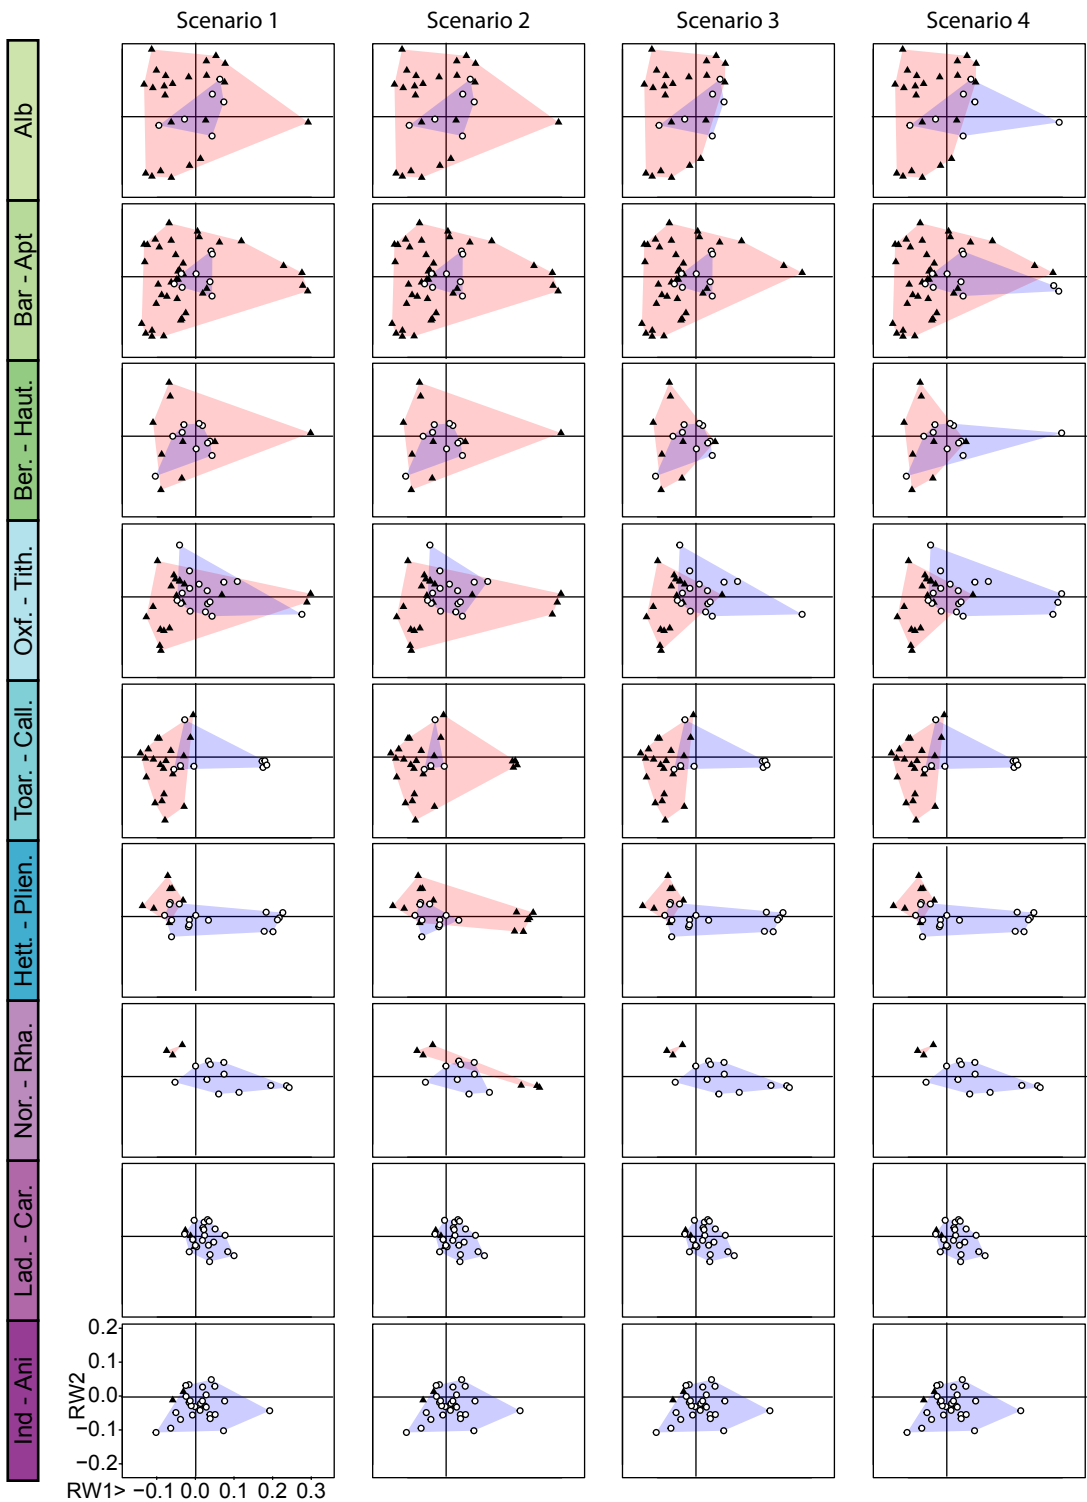 Scenario 1
Scenario 2
Scenario 3
Scenario 4
Alb
Bar - Apt
Ber. - Haut.
Oxf. - Tith.
Toar. - Call.
Hett. - Plien.
Nor. - Rha.
Lad. - Car.
Ind - Ani
0.2
0.1
0.0
−0.1
−0.2
RW2
RW1> −0.1 0.0 0.1 0.2 0.3